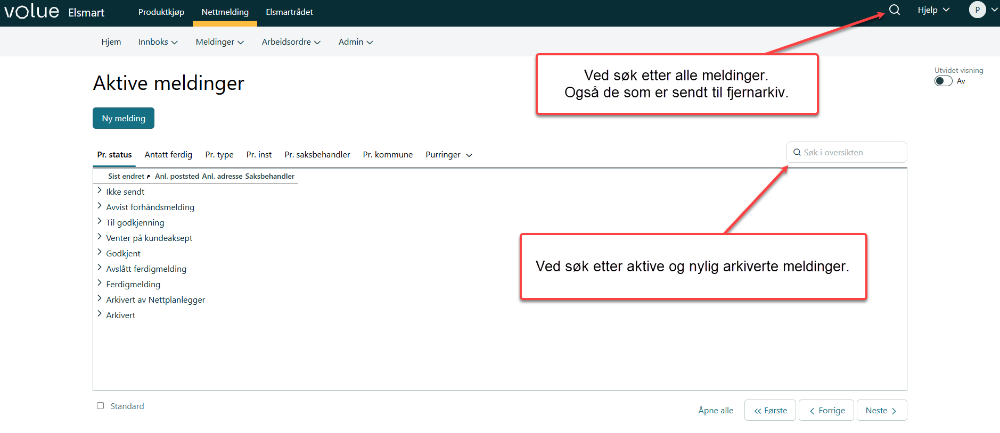 volue Elsmart Produktkjøp Nettmelding Elsmartrådet Hjelp P
Hjem Innboks Meldinger Arbeidsordre Admin
Ved søk etter alle meldinger.
Også de som er sendt til fjernarkiv.
Utvidet visning
Av
Aktive meldinger
Ny melding
Pr. status Antatt ferdig Pr. type Pr. inst Pr. saksbehandler Pr. kommune Purringer Søk i oversikten
Sist endret Anl. poststed Anl. adresse Saksbehandler
Ikke sendt
Avvist forhåndsmelding
Til godkjenning
Venter på kundeaksept
Godkjent
Avslått ferdigmelding
Ferdigmelding
Arkivert av Nettplanlegger
Arkivert
Ved søk etter aktive og nylig arkiverte meldinger.
Standard
Åpne alle Første Forrige Neste